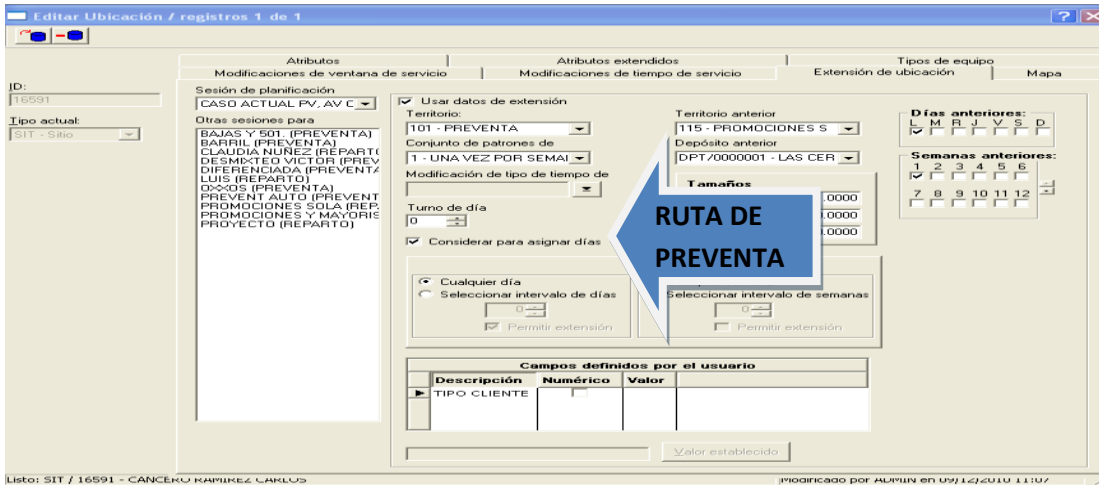 Editar Ubicación / registros 1 de 1
Atributos
Atributos extendidos
Tipos de equipo
Modificaciones de ventana de servicio
Modificaciones de tiempo de servicio
Extensión de ubicación
Mapa
ID:
16591
Tipo actual:
SIT - Sitio
Sesión de planificación
CASO ACTUAL PV, AV C
Otras sesiones para
BAJAS Y 501. (PREVENTA)
BARRIL (PREVENTA)
CLAUDIA NUÑEZ (REPARTO
DESMIXTEO VICTOR (PREV
DIFERENCIADA (PREVENTA
LUIS (REPARTO)
OXXOS (PREVENTA)
PREVENT AUTO (PREVENT
PROMOCIONES SOLA (REP.
PROMOCIONES Y MAYORIS
PROYECTO (REPARTO)
Usar datos de extensión
Territorio:
101 - PREVENTA
Conjunto de patrones de
1 - UNA VEZ POR SEMAI
Modificación de tipo de tiempo de
Turno de día
0
Considerar para asignar días
Territorio anterior
115 - PROMOCIONES S
Depósito anterior
DPT/0000001 - LAS CER
Tamaños
.0000
.0000
.0000
Días anteriores:
L M R J V S D
Semanas anteriores:
1 2 3 4 5 6
7 8 9 10 11 12
RUTA DE
PREVENTA
Cualquier día
Seleccionar intervalo de días
0
Permitir extensión
Seleccionar intervalo de semanas
0
Permitir extensión
Campos definidos por el usuario
Descripción Numérico Valor
TIPO CLIENTE
Valor establecido
Listo: SIT / 16591 - CANCERO RAMIREZ CARLOS
Modificado por ADMIN en 09/12/2010 11:07